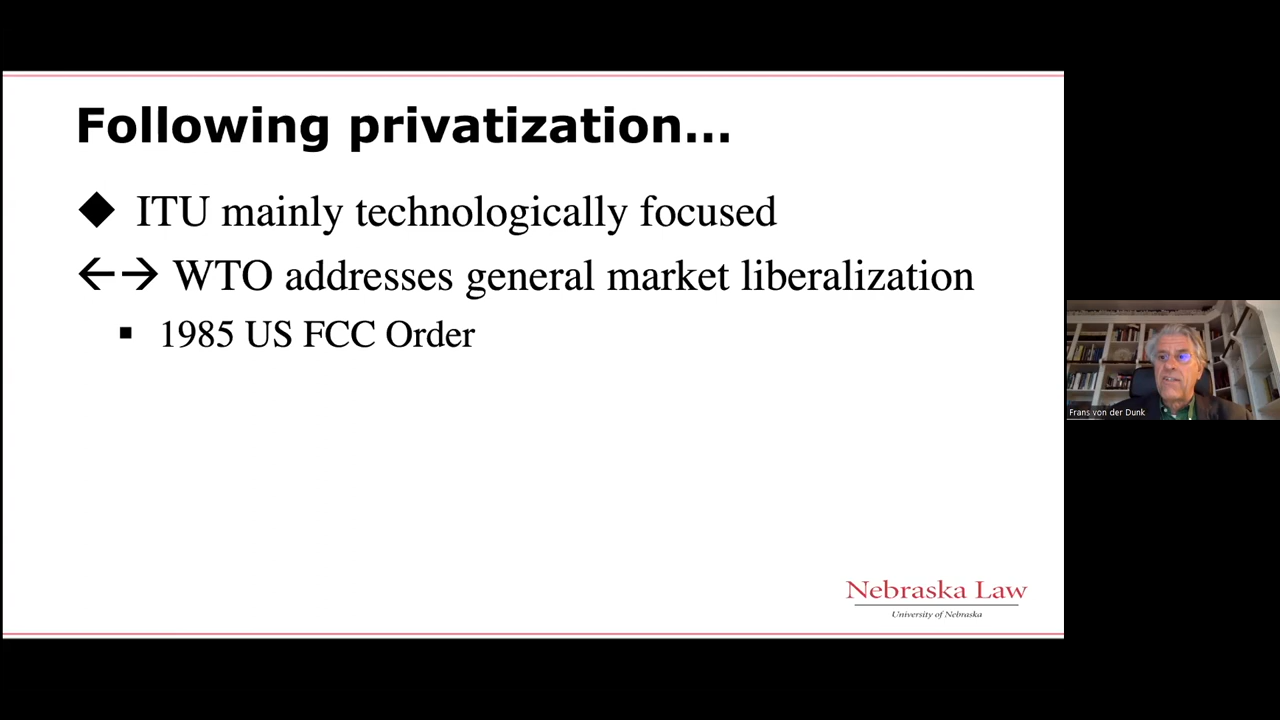 Following privatization...
◆ ITU mainly technologically focused
←→ WTO addresses general market liberalization
▪ 1985 US FCC Order
Nebraska Law
University of Nebraska
Frans von der Dunk